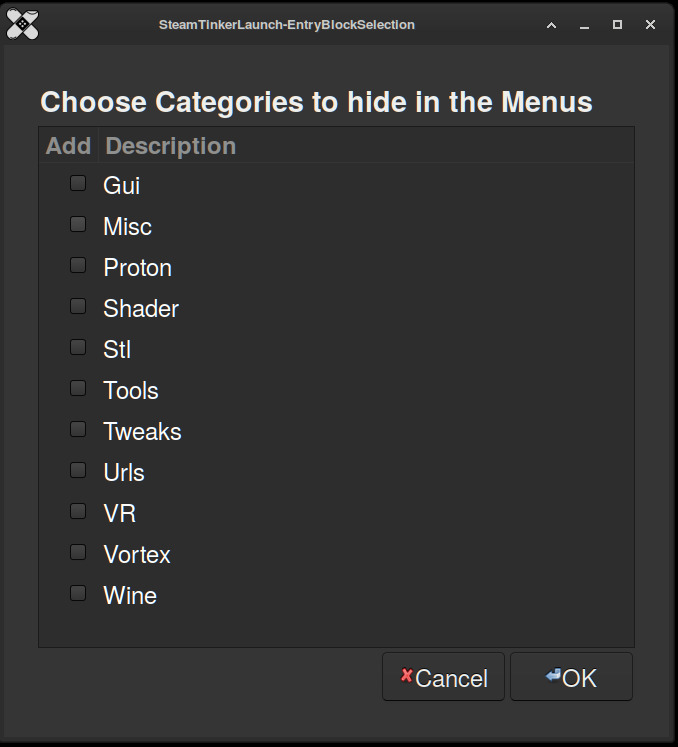 SteamTinkerLaunch-EntryBlockSelection
Choose Categories to hide in the Menus
Add Description
Gui
Misc
Proton
Shader
Stl
Tools
Tweaks
Urls
VR
Vortex
Wine
Cancel OK